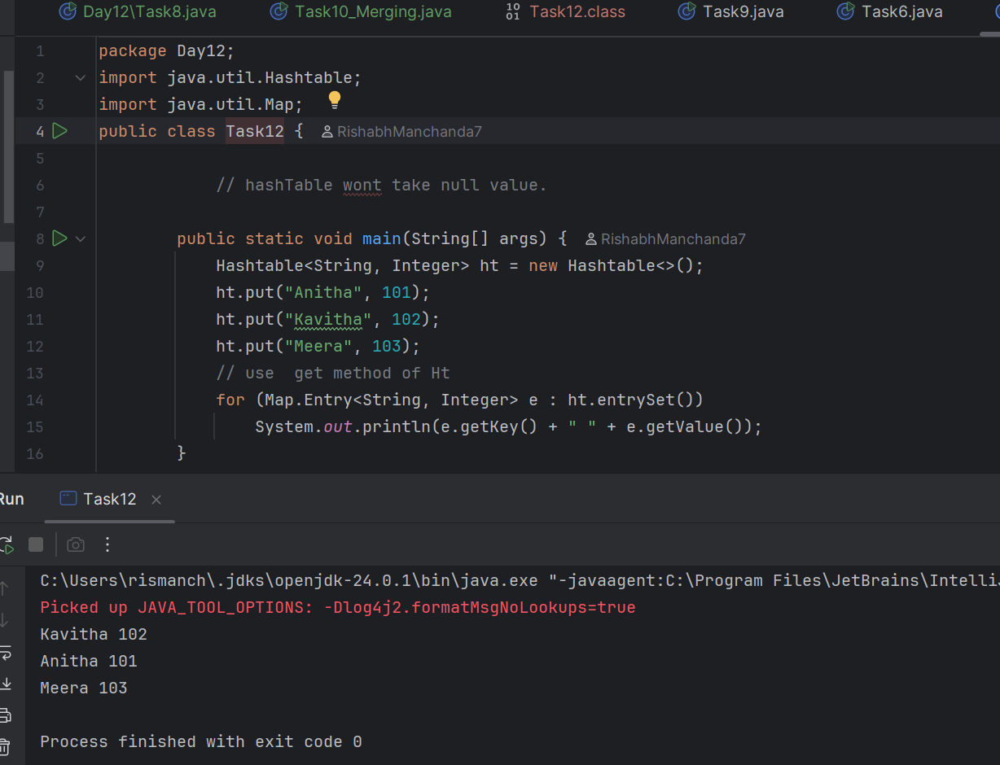 Day12\Task8.java Task10_Merging.java Task12.class Task9.java Task6.java
1 package Day12;
2 import java.util.Hashtable;
3 import java.util.Map;
4 public class Task12 { RishabhManchanda7
5
6 // hashTable wont take null value.
7
8 public static void main(String[] args) { RishabhManchanda7
9 Hashtable<String, Integer> ht = new Hashtable<>();
10 ht.put("Anitha", 101);
11 ht.put("Kavitha", 102);
12 ht.put("Meera", 103);
13 // use  get method of Ht
14 for (Map.Entry<String, Integer> e : ht.entrySet())
15 System.out.println(e.getKey() + " " + e.getValue());
16 }
Run Task12
C:\Users\rismanch\.jdks\openjdk-24.0.1\bin\java.exe "-javaagent:C:\Program Files\JetBrains\IntelliJ
Picked up JAVA_TOOL_OPTIONS: -Dlog4j2.formatMsgNoLookups=true
Kavitha 102
Anitha 101
Meera 103
Process finished with exit code 0